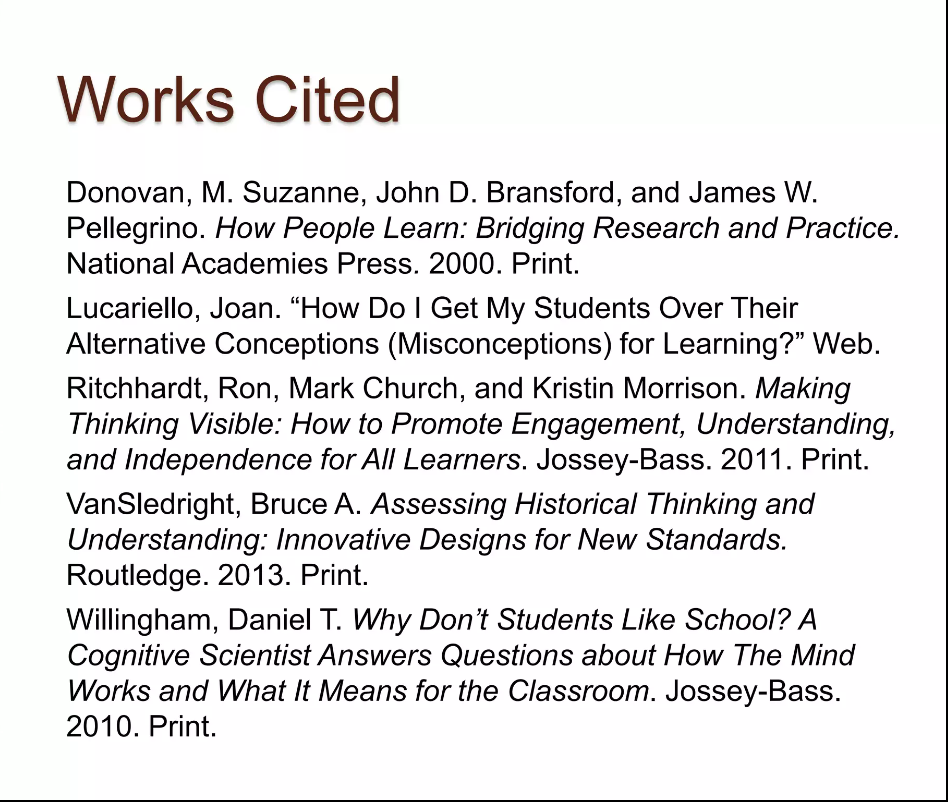 Works Cited
Donovan, M. Suzanne, John D. Bransford, and James W.
Pellegrino. How People Learn: Bridging Research and Practice.
National Academies Press. 2000. Print.
Lucariello, Joan. “How Do I Get My Students Over Their
Alternative Conceptions (Misconceptions) for Learning?” Web.
Ritchhardt, Ron, Mark Church, and Kristin Morrison. Making
Thinking Visible: How to Promote Engagement, Understanding,
and Independence for All Learners. Jossey-Bass. 2011. Print.
VanSledright, Bruce A. Assessing Historical Thinking and
Understanding: Innovative Designs for New Standards.
Routledge. 2013. Print.
Willingham, Daniel T. Why Don’t Students Like School? A
Cognitive Scientist Answers Questions about How The Mind
Works and What It Means for the Classroom. Jossey-Bass.
2010. Print.